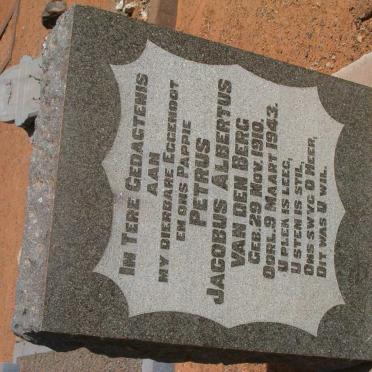 IN TERE GEDAGTENIS
AAN
MY DIERBARE EGGENOOT
EN ONS PAPPIE
PETRUS
JACOBUS ALBERTUS
VAN DEN BERG
GEB. 29 NOV. 1910.
OORL. 9 MAART 1943.
U PLEK IS LEEG,
U STEM IS STIL,
ONS SWYG O HEER,
DIT WAS U WIL.